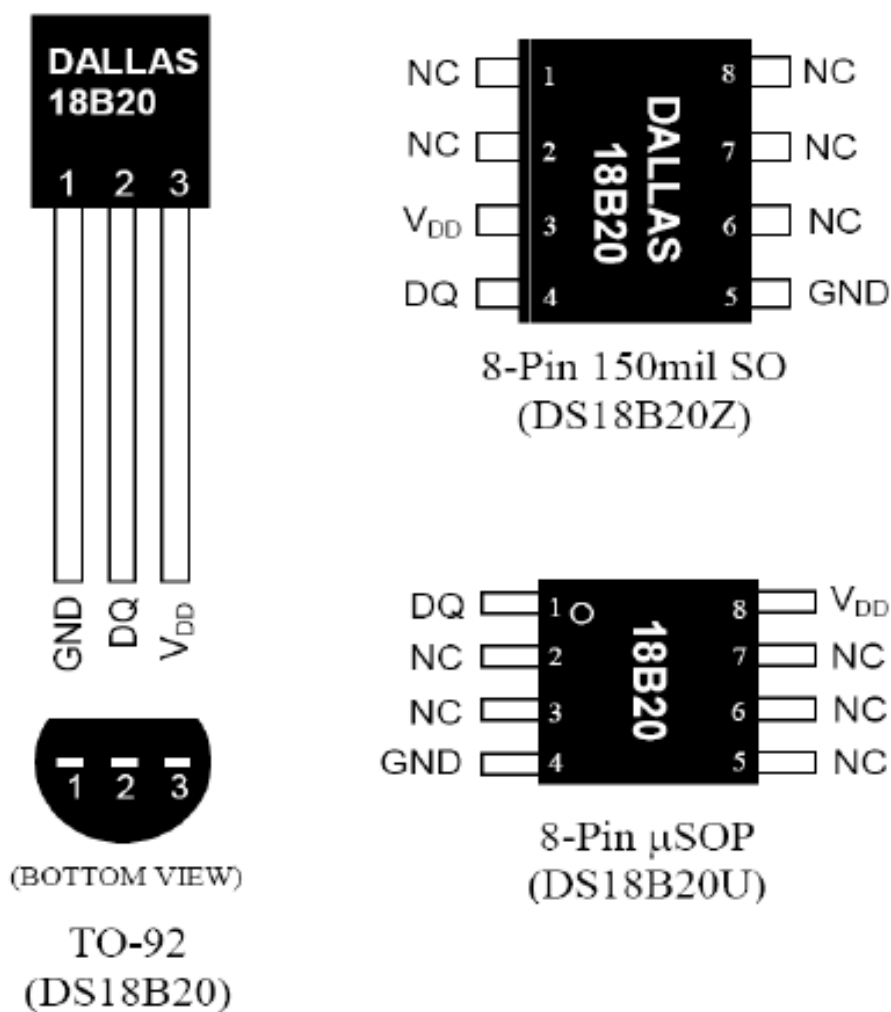 DALLAS
18B20
1 2 3
GND DQ VDD
1 2 3
(BOTTOM VIEW)
TO-92
(DS18B20)
NC 1 8 NC
NC 2 7 NC
VDD 3 6 NC
DQ 4 5 GND
DALLAS
18B20
8-Pin 150mil SO
(DS18B20Z)
DQ 1 8 VDD
NC 2 7 NC
NC 3 6 NC
GND 4 5 NC
18B20
8-Pin μSOP
(DS18B20U)